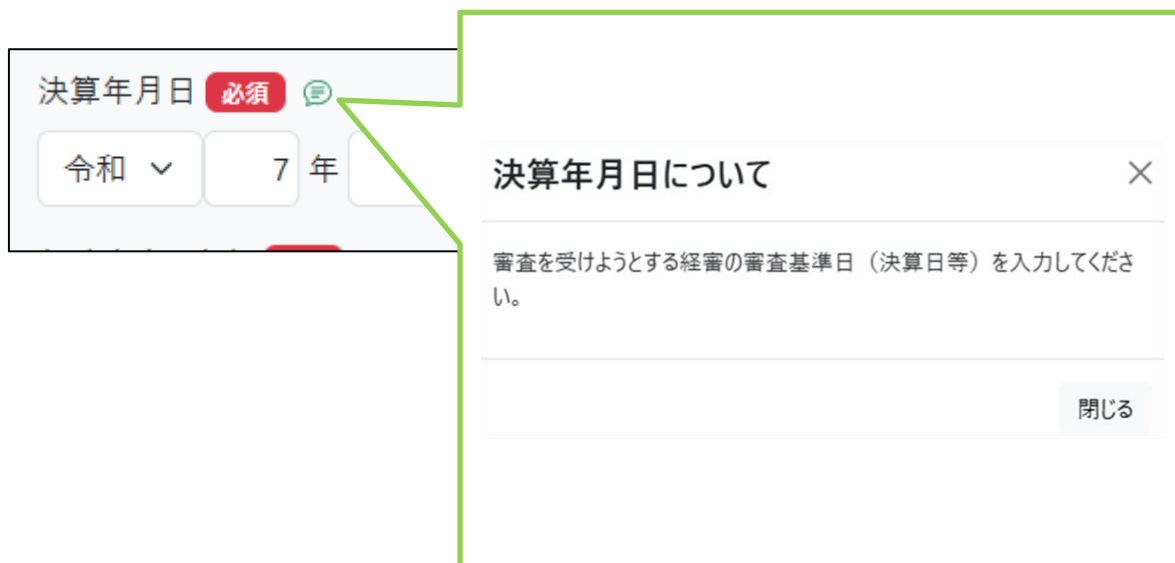 決算年月日 必須
令和 7 年
決算年月日について
審査を受けようとする経審の審査基準日（決算日等）を入力してくださ
い。
閉じる